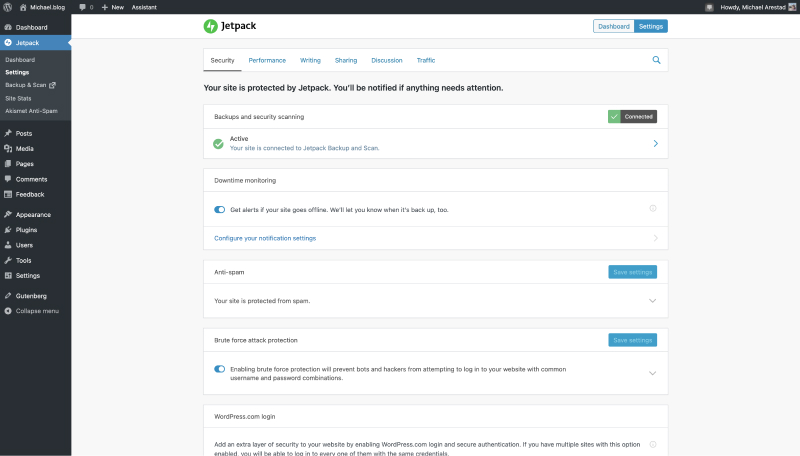 Michael.blog 0 New Assistant Howdy, Michael Arestad
Dashboard
Jetpack
Dashboard
Settings
Backup & Scan
Site Stats
Akismet Anti-Spam
Posts
Media
Pages
Comments
Feedback
Appearance
Plugins
Users
Tools
Settings
Gutenberg
Collapse menu
Jetpack
Dashboard Settings
Security Performance Writing Sharing Discussion Traffic
Your site is protected by Jetpack. You'll be notified if anything needs attention.
Backups and security scanning Connected
Active
Your site is connected to Jetpack Backup and Scan.
Downtime monitoring
Get alerts if your site goes offline. We'll let you know when it's back up, too.
Configure your notification settings
Anti-spam Save settings
Your site is protected from spam.
Brute force attack protection Save settings
Enabling brute force protection will prevent bots and hackers from attempting to log in to your website with common
username and password combinations.
WordPress.com login
Add an extra layer of security to your website by enabling WordPress.com login and secure authentication. If you have multiple sites with this option
enabled, you will be able to log in to every one of them with the same credentials.